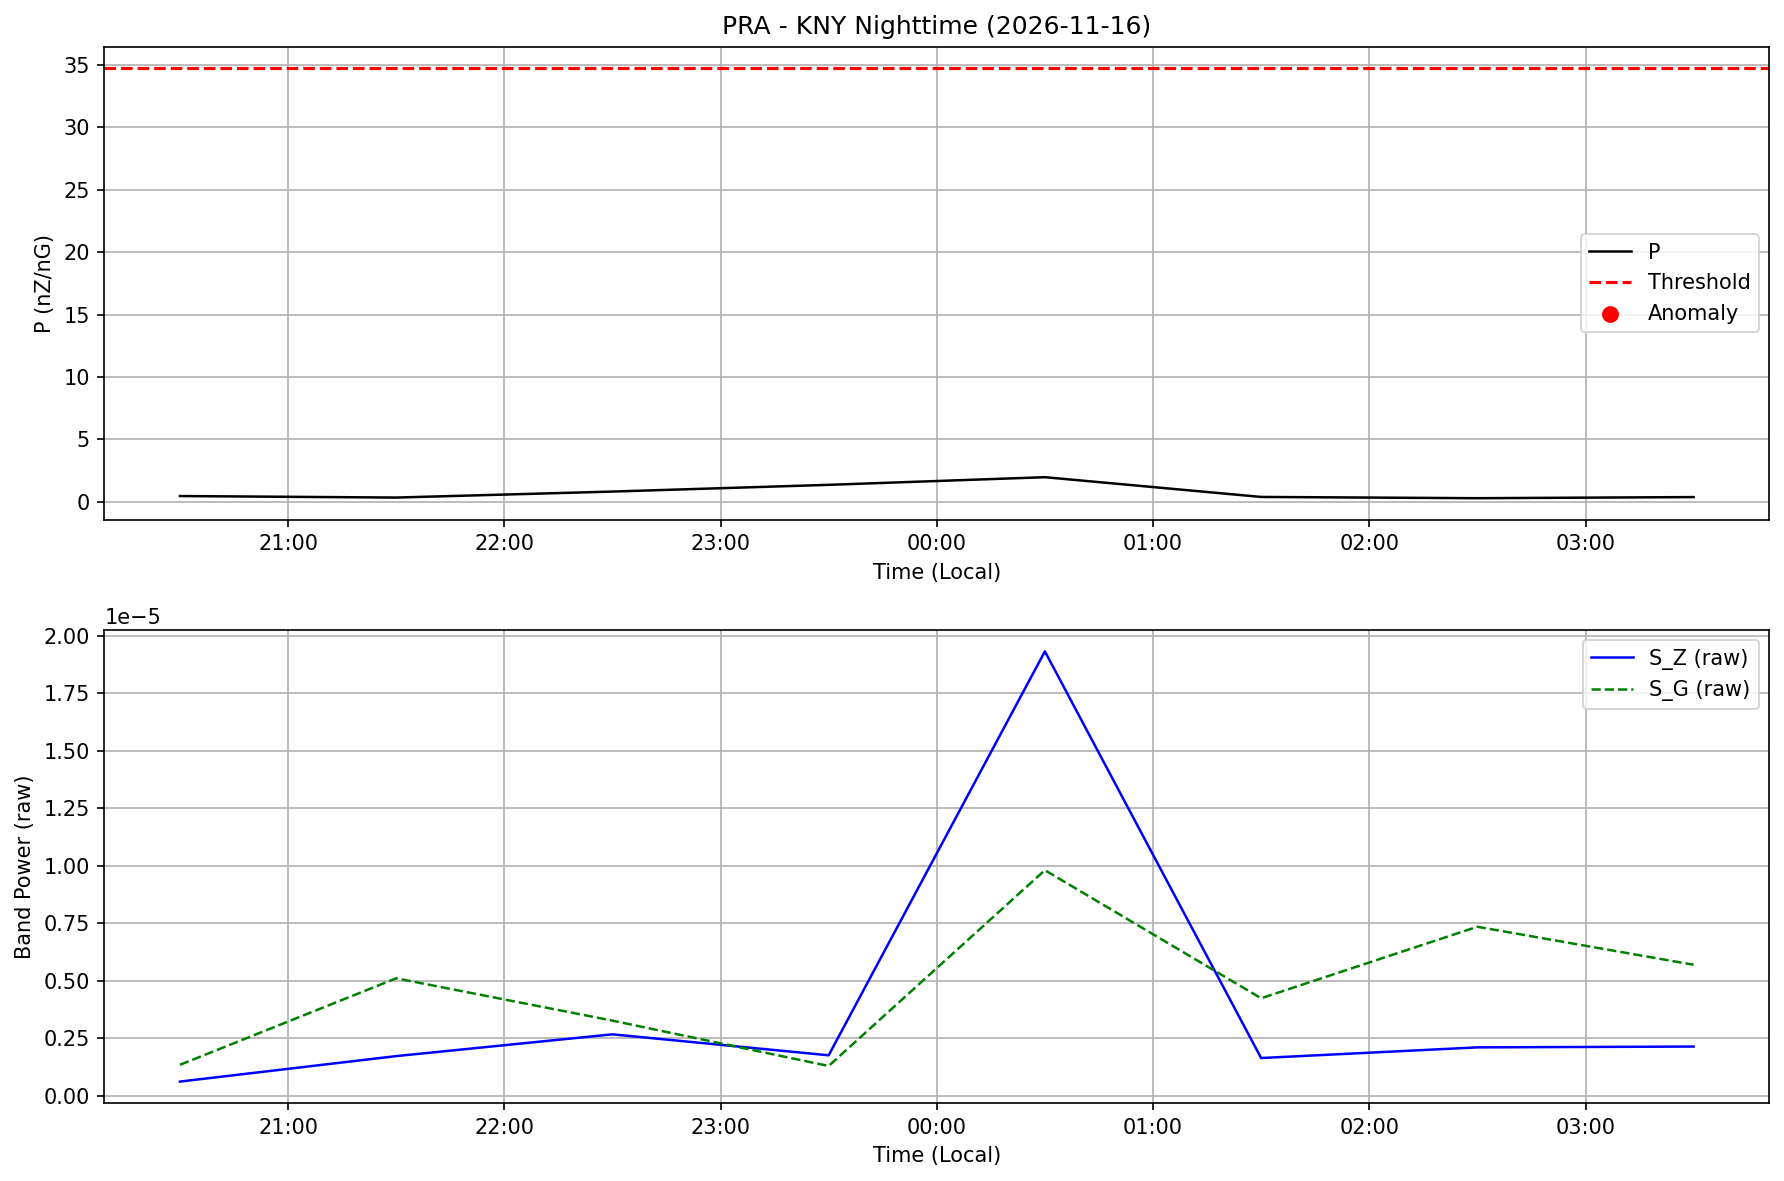 PRA - KNY Nighttime (2026-11-16)
35
30
25
20
15
10
5
0
P (nZ/nG)
P
Threshold
Anomaly
21:00 22:00 23:00 00:00 01:00 02:00 03:00
Time (Local)
1e−5
2.00
1.75
1.50
1.25
1.00
0.75
0.50
0.25
0.00
Band Power (raw)
S_Z (raw)
S_G (raw)
21:00 22:00 23:00 00:00 01:00 02:00 03:00
Time (Local)